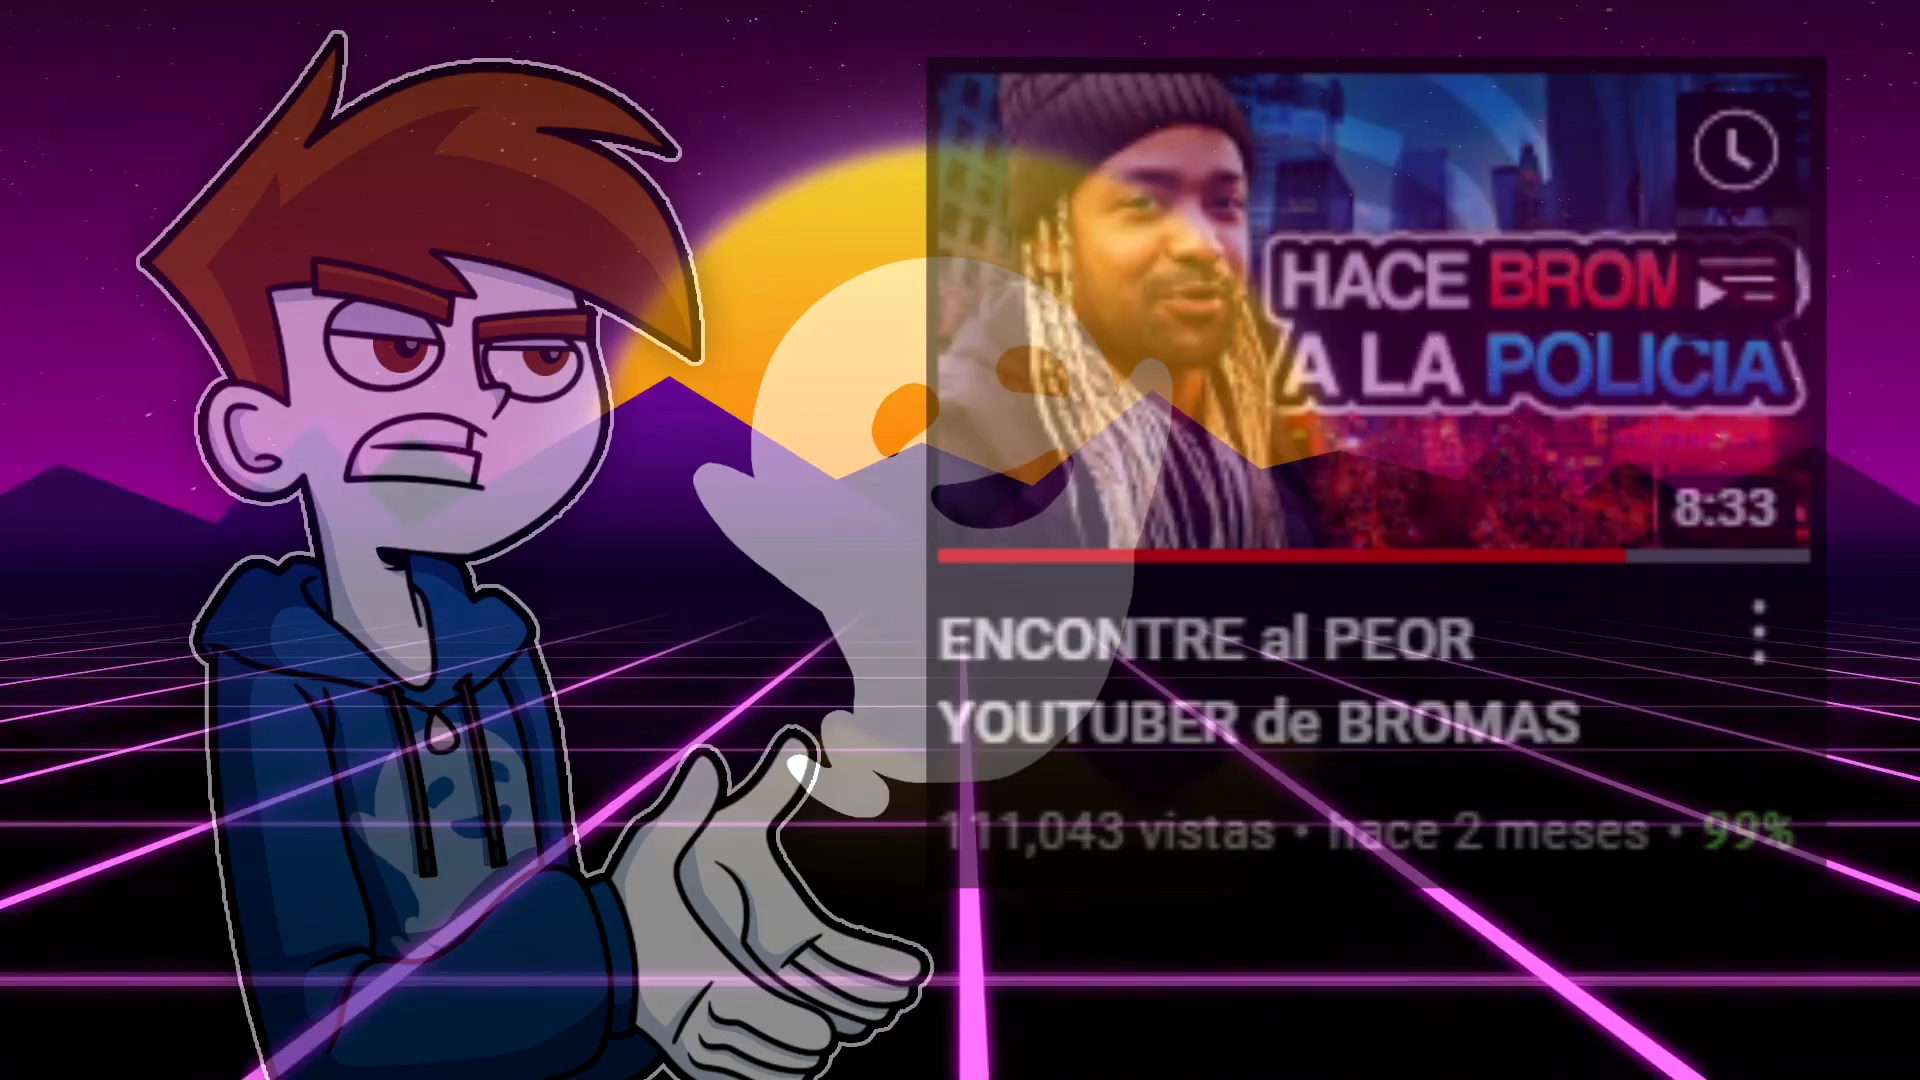 HACE BROM
A LA POLICIA
8:33
ENCONTRE al PEOR
YOUTUBER de BROMAS
111,043 vistas • hace 2 meses • 99%